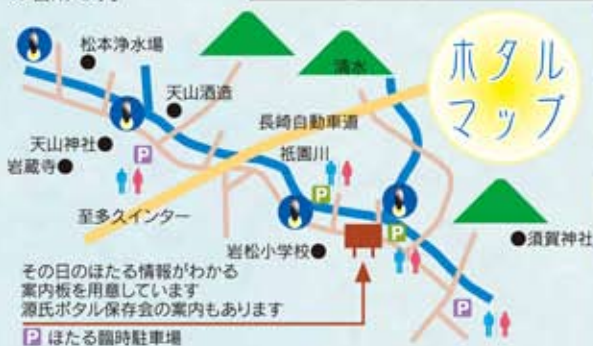 ホタル
マップ
松本浄水場
清水
天山酒造
長崎自動車道
天山神社
P
祇園川
岩蔵寺
P
至多久インター
P
岩松小学校
須賀神社
その日のほたる情報がわかる
案内板を用意しています
源氏ボタル保存会の案内もあります
P
P ほたる臨時駐車場